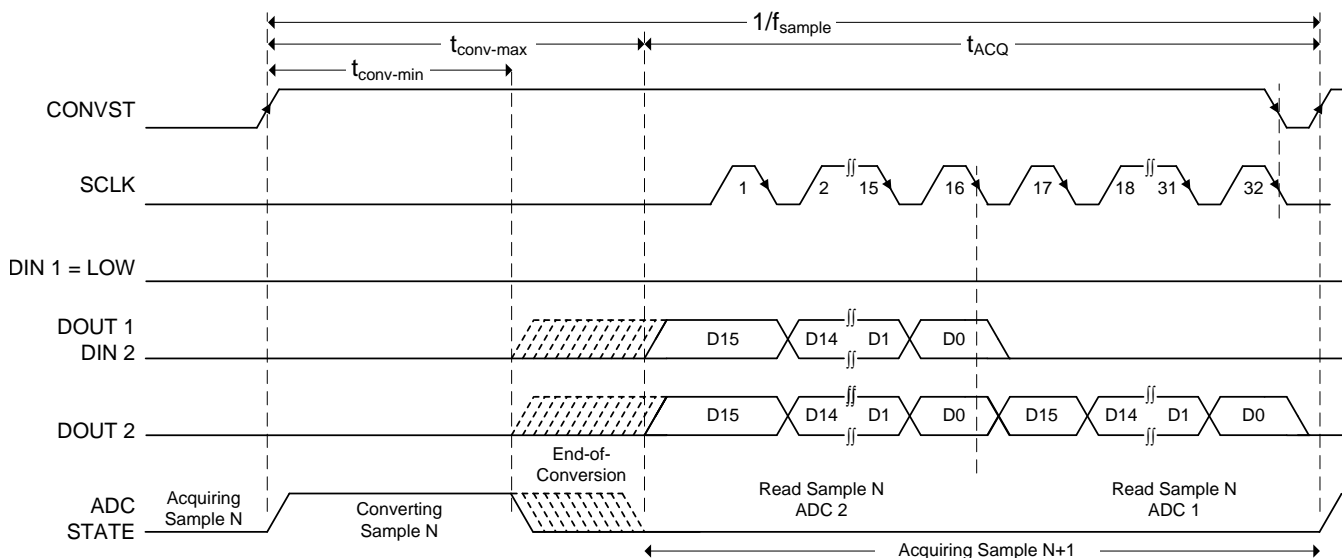 1/fsample
tconv-max
tACQ
tconv-min
CONVST
SCLK
1 2 ∫∫ 15 16 17 18 ∫∫ 31 32
DIN 1 = LOW
DOUT 1
DIN 2
D15 D14 ∫∫ D1 D0
∫∫
DOUT 2
D15 D14 ∫∫ D1 D0 D15 D14 ∫∫ D1 D0
∫∫ ∫∫
End-of-
Conversion
ADC
STATE
Acquiring
Sample N
Converting
Sample N
Read Sample N
ADC 2
Read Sample N
ADC 1
Acquiring Sample N+1